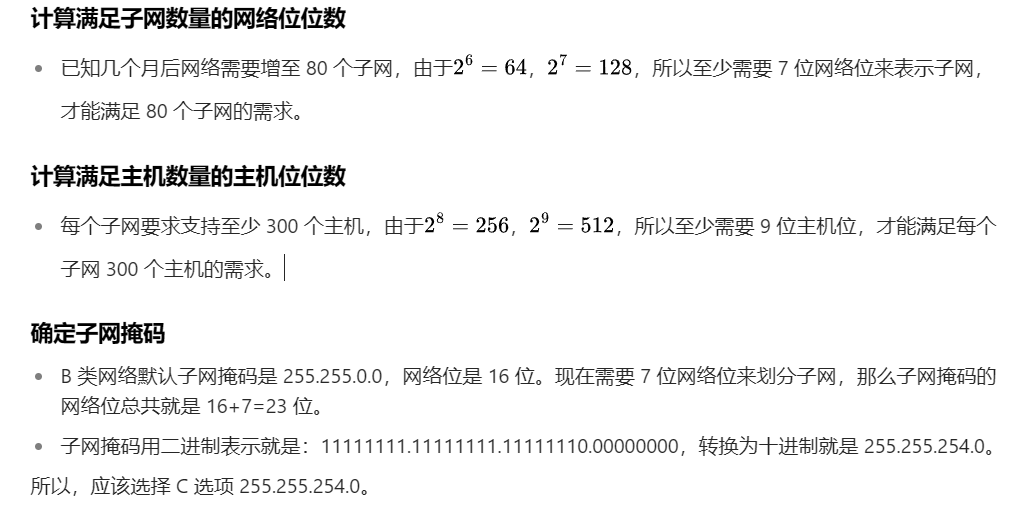 计算满足子网数量的网络位位数
• 已知几个月后网络需要增至 80 个子网，由于2⁶ = 64，2⁷ = 128，所以至少需要 7 位网络位来表示子网，
才能满足 80 个子网的需求。
计算满足主机数量的主机位位数
• 每个子网要求支持至少 300 个主机，由于2⁸ = 256，2⁹ = 512，所以至少需要 9 位主机位，才能满足每个
子网 300 个主机的需求。
确定子网掩码
• B 类网络默认子网掩码是 255.255.0.0，网络位是 16 位。现在需要 7 位网络位来划分子网，那么子网掩码的
网络位总共就是 16+7=23 位。
• 子网掩码用二进制表示就是：11111111.11111111.11111110.00000000，转换为十进制就是 255.255.254.0。
所以，应该选择 C 选项 255.255.254.0。